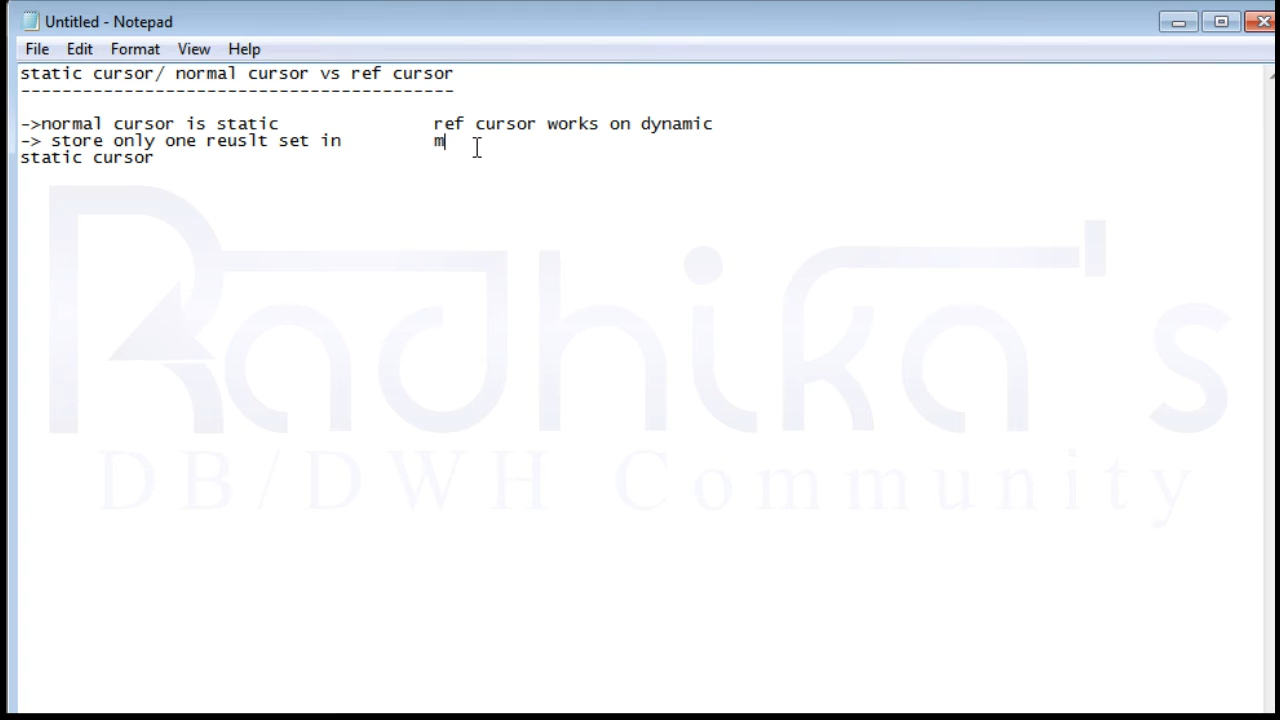 Untitled - Notepad
File Edit Format View Help
static cursor/ normal cursor vs ref cursor
------------------------------------------
->normal cursor is static ref cursor works on dynamic
-> store only one reuslt set in m
static cursor
Radhika's
DB/DWH Community